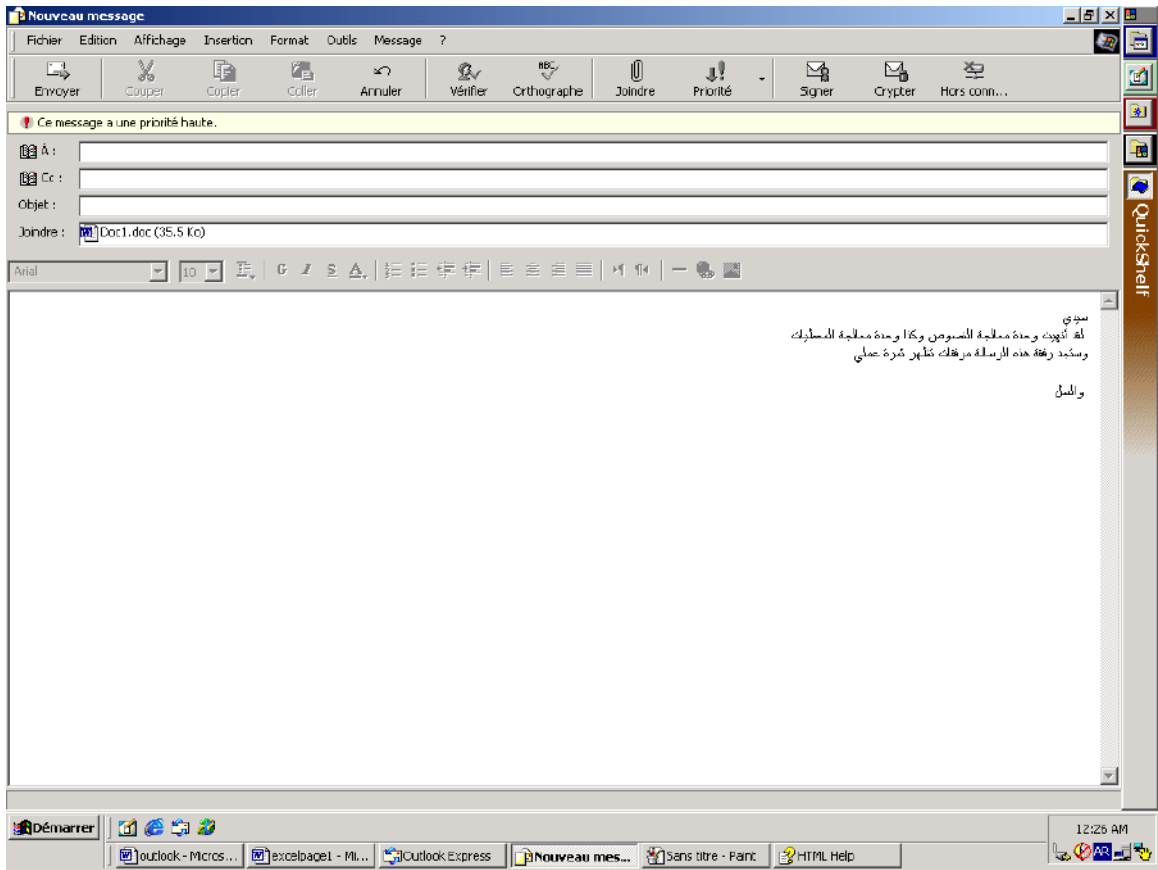 Nouveau message
Fichier Edition Affichage Insertion Format Outils Message ?
Envoyer Couper Copier Coller Annuler Vérifier Orthographe Joindre Priorité Signer Crypter Hors conn...
Ce message a une priorité haute.
À :
Cc :
Objet :
Joindre : Doc1.doc (35.5 Ko)
Arial 10 G I S A
سيدي
لقد أنهيت وحدة معالجة النصوص وكذا وحدة معالجة المعطيات
وستجد رفقة هذه الرسالة مرفقات تظهر ثمرة عملي
والسل
QuickShelf
Démarrer
12:26 AM
outlook - Micros... excelpage1 - Mi... Outlook Express Nouveau mes... Sans titre - Paint HTML Help AR